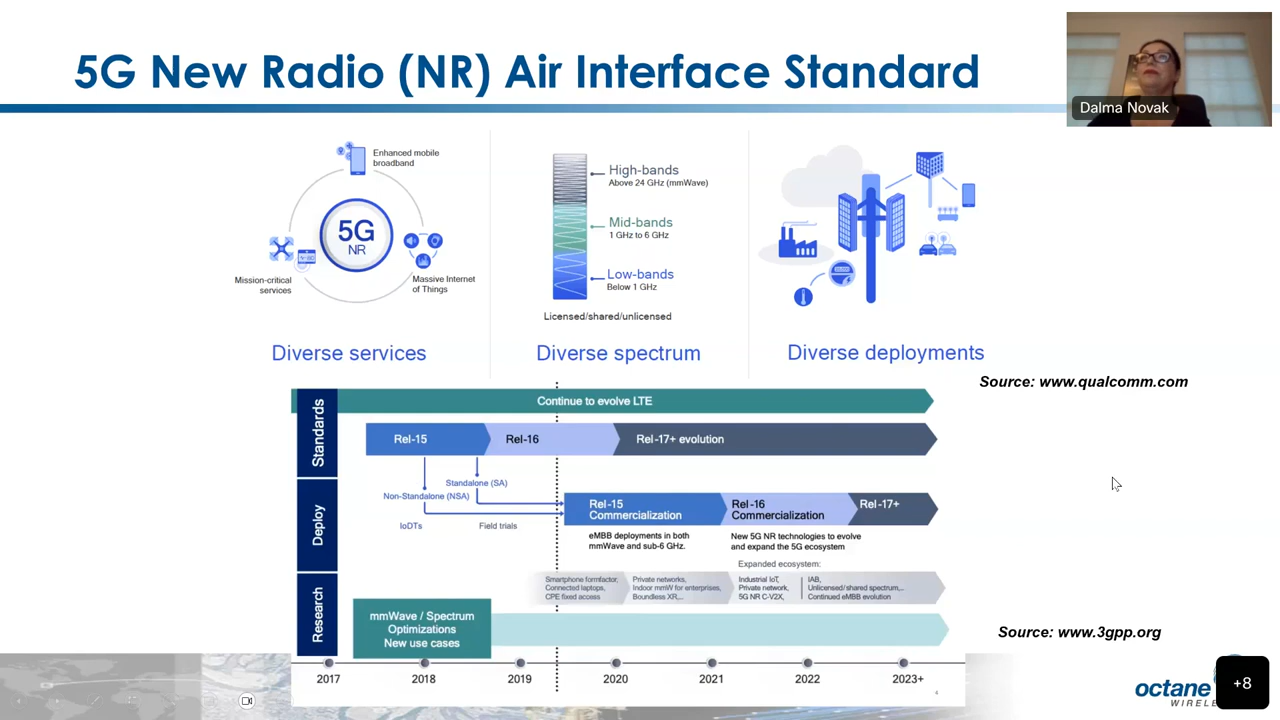 5G New Radio (NR) Air Interface Standard
Dalma Novak
Enhanced mobile
broadband
5G
NR
Mission-critical
services
Massive Internet
of Things
Diverse services
High-bands
Above 24 GHz (mmWave)
Mid-bands
1 GHz to 6 GHz
Low-bands
Below 1 GHz
Licensed/shared/unlicensed
Diverse spectrum
Diverse deployments
Source: www.qualcomm.com
Standards
Continue to evolve LTE
Rel-15
Rel-16
Rel-17+ evolution
Standalone (SA)
Non-Standalone (NSA)
Deploy
IoDTs
Field trials
Rel-15
Commercialization
Rel-16
Commercialization
Rel-17+
eMBB deployments in both
mmWave and sub-6 GHz.
New 5G NR technologies to evolve
and expand the 5G ecosystem
Expanded ecosystem:
Smartphone formfactor,
Connected laptops,
CPE fixed access
Private networks,
Indoor mmW for enterprises,
Boundless XR,..
Industrial IoT,
Private network,
5G NR C-V2X,
IAB,
Unlicensed/shared spectrum,..
Continued eMBB evolution
Research
mmWave / Spectrum
Optimizations
New use cases
Source: www.3gpp.org
2017
2018
2019
2020
2021
2022
2023+
4
octane
WIRELE
+8